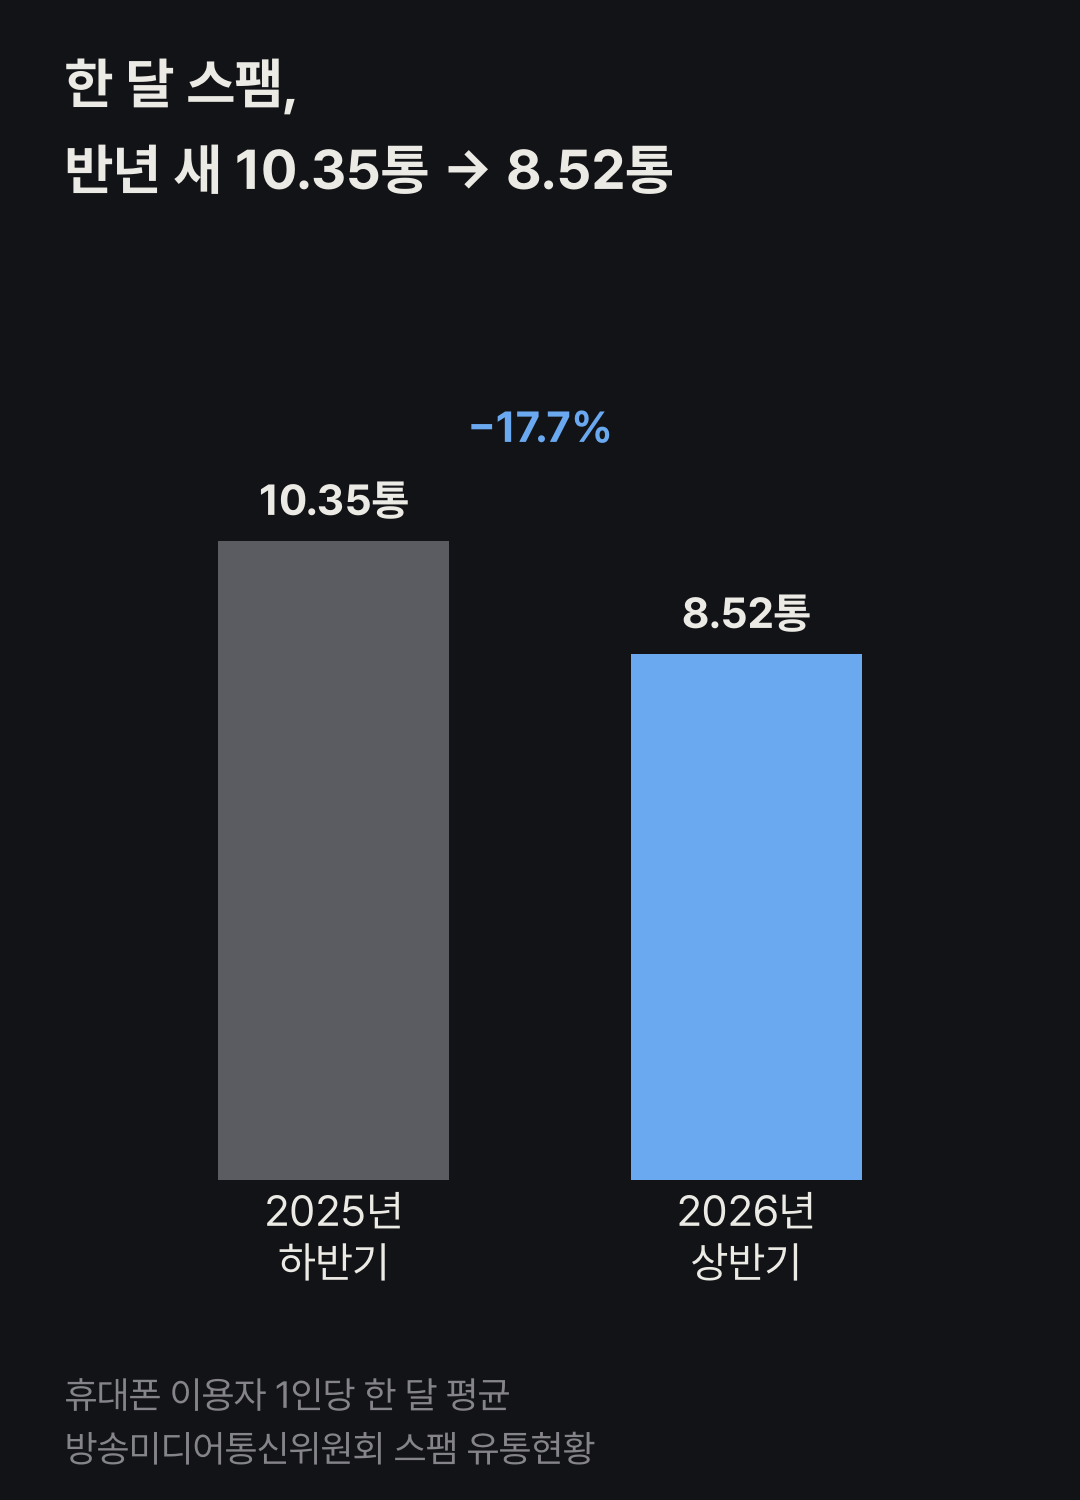 한 달 스팸,
반년 새 10.35통 → 8.52통
−17.7%
10.35통
8.52통
2025년
하반기
2026년
상반기
휴대폰 이용자 1인당 한 달 평균
방송미디어통신위원회 스팸 유통현황